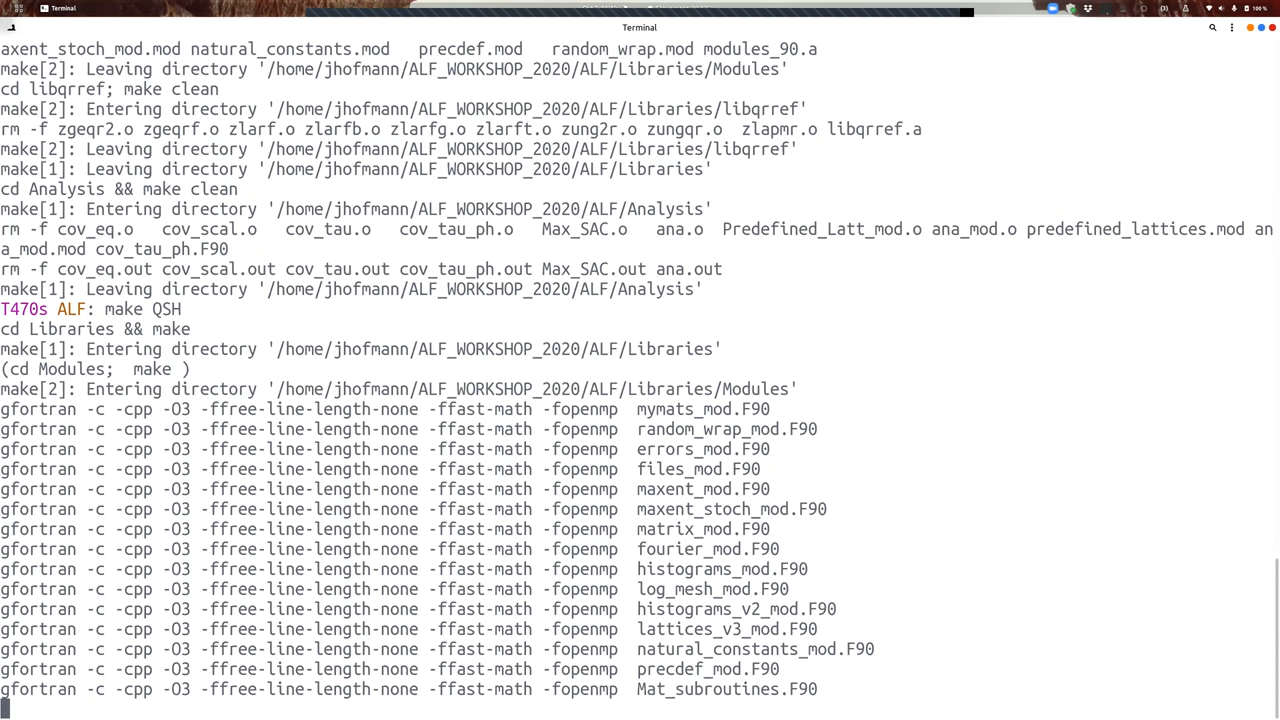 Terminal
100 %
Terminal
axent_stoch_mod.mod natural_constants.mod   precdef.mod   random_wrap.mod modules_90.a
make[2]: Leaving directory '/home/jhofmann/ALF_WORKSHOP_2020/ALF/Libraries/Modules'
cd libqrref; make clean
make[2]: Entering directory '/home/jhofmann/ALF_WORKSHOP_2020/ALF/Libraries/libqrref'
rm -f zgeqr2.o zgeqrf.o zlarf.o zlarfb.o zlarfg.o zlarft.o zung2r.o zungqr.o  zlapmr.o libqrref.a
make[2]: Leaving directory '/home/jhofmann/ALF_WORKSHOP_2020/ALF/Libraries/libqrref'
make[1]: Leaving directory '/home/jhofmann/ALF_WORKSHOP_2020/ALF/Libraries'
cd Analysis && make clean
make[1]: Entering directory '/home/jhofmann/ALF_WORKSHOP_2020/ALF/Analysis'
rm -f cov_eq.o   cov_scal.o   cov_tau.o   cov_tau_ph.o   Max_SAC.o   ana.o  Predefined_Latt_mod.o ana_mod.o predefined_lattices.mod an
a_mod.mod cov_tau_ph.F90
rm -f cov_eq.out cov_scal.out cov_tau.out cov_tau_ph.out Max_SAC.out ana.out
make[1]: Leaving directory '/home/jhofmann/ALF_WORKSHOP_2020/ALF/Analysis'
T470s ALF: make QSH
cd Libraries && make
make[1]: Entering directory '/home/jhofmann/ALF_WORKSHOP_2020/ALF/Libraries'
(cd Modules;  make )
make[2]: Entering directory '/home/jhofmann/ALF_WORKSHOP_2020/ALF/Libraries/Modules'
gfortran -c -cpp -O3 -ffree-line-length-none -ffast-math -fopenmp  mymats_mod.F90
gfortran -c -cpp -O3 -ffree-line-length-none -ffast-math -fopenmp  random_wrap_mod.F90
gfortran -c -cpp -O3 -ffree-line-length-none -ffast-math -fopenmp  errors_mod.F90
gfortran -c -cpp -O3 -ffree-line-length-none -ffast-math -fopenmp  files_mod.F90
gfortran -c -cpp -O3 -ffree-line-length-none -ffast-math -fopenmp  maxent_mod.F90
gfortran -c -cpp -O3 -ffree-line-length-none -ffast-math -fopenmp  maxent_stoch_mod.F90
gfortran -c -cpp -O3 -ffree-line-length-none -ffast-math -fopenmp  matrix_mod.F90
gfortran -c -cpp -O3 -ffree-line-length-none -ffast-math -fopenmp  fourier_mod.F90
gfortran -c -cpp -O3 -ffree-line-length-none -ffast-math -fopenmp  histograms_mod.F90
gfortran -c -cpp -O3 -ffree-line-length-none -ffast-math -fopenmp  log_mesh_mod.F90
gfortran -c -cpp -O3 -ffree-line-length-none -ffast-math -fopenmp  histograms_v2_mod.F90
gfortran -c -cpp -O3 -ffree-line-length-none -ffast-math -fopenmp  lattices_v3_mod.F90
gfortran -c -cpp -O3 -ffree-line-length-none -ffast-math -fopenmp  natural_constants_mod.F90
gfortran -c -cpp -O3 -ffree-line-length-none -ffast-math -fopenmp  precdef_mod.F90
gfortran -c -cpp -O3 -ffree-line-length-none -ffast-math -fopenmp  Mat_subroutines.F90